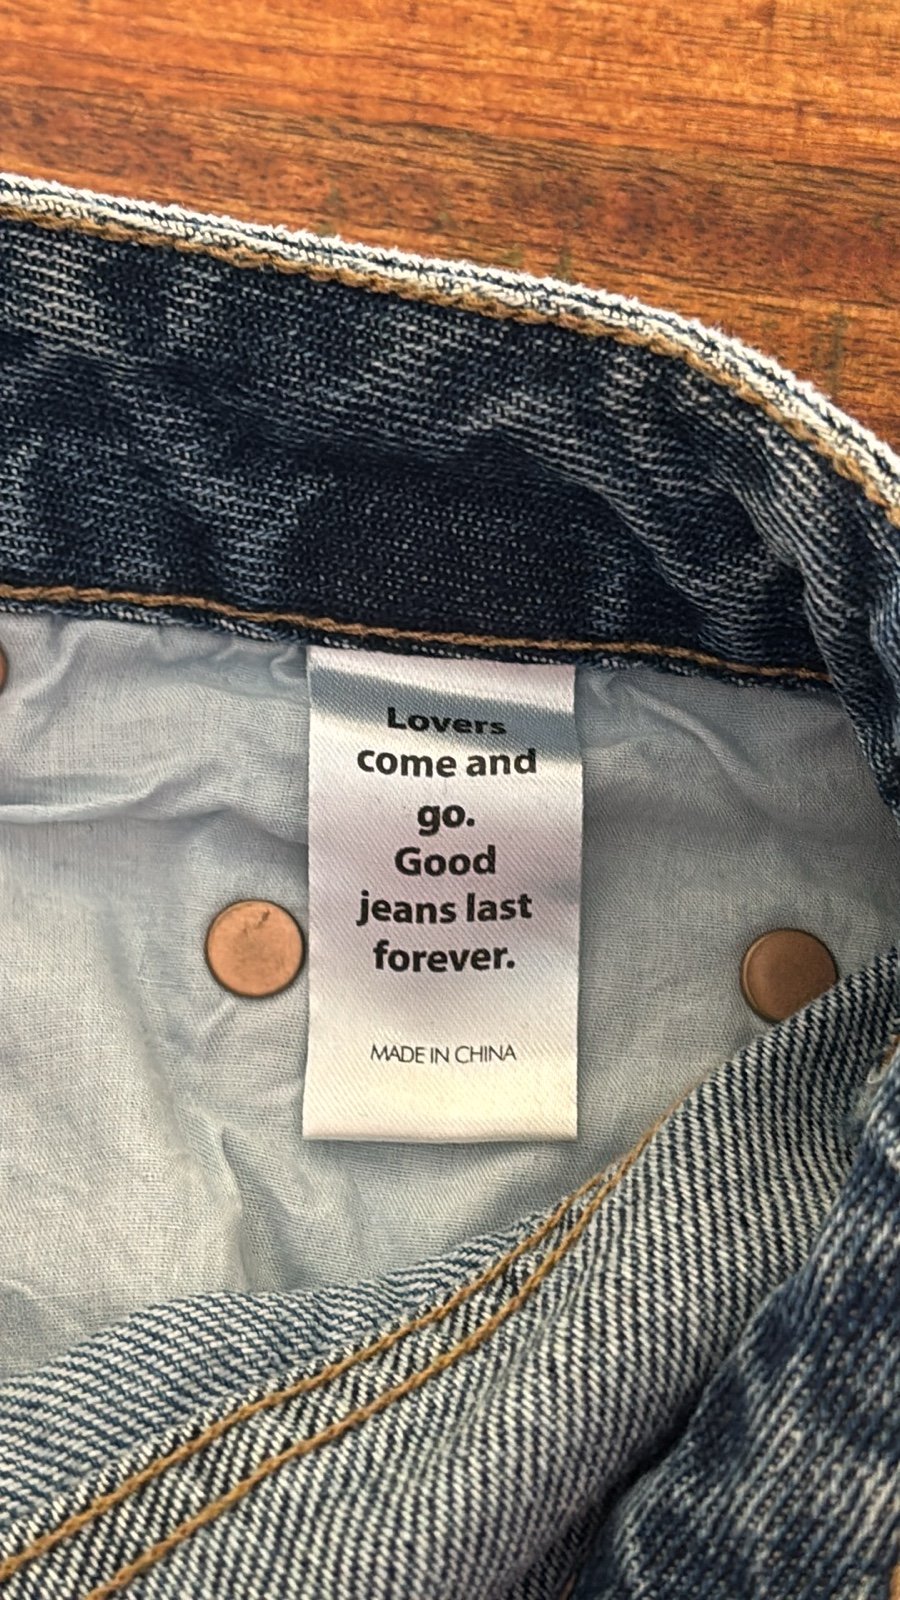 Lovers
come and
go.
Good
jeans last
forever.
MADE IN CHINA